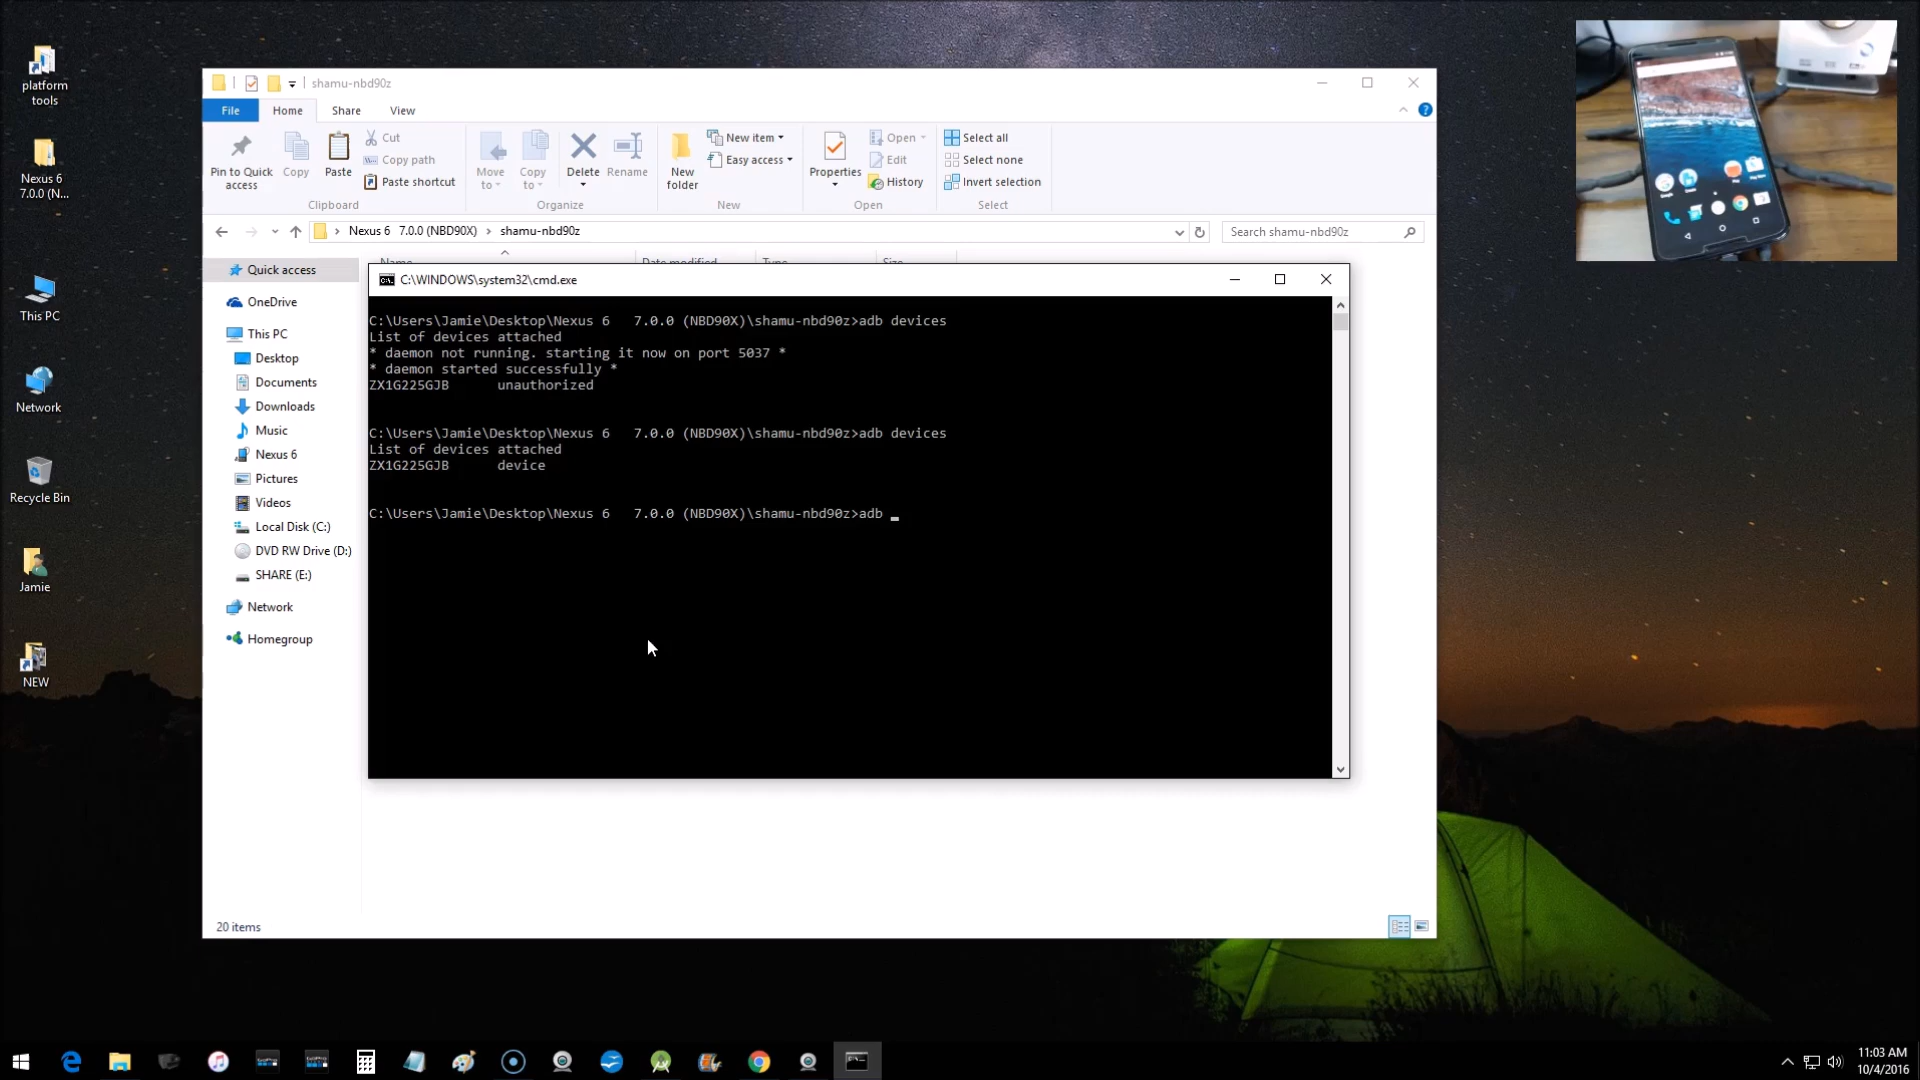 platform
tools
Nexus 6
7.0.0 (N...
This PC
Network
Recycle Bin
Jamie
NEW
shamu-nbd90z
File
Home
Share
View
Pin to Quick
access
Copy
Paste
Cut
Copy path
Paste shortcut
Clipboard
Move
to
Copy
to
Delete
Rename
Organize
New
folder
New item
Easy access
New
Properties
Open
Edit
History
Open
Select all
Select none
Invert selection
Select
Nexus 6 7.0.0 (NBD90X) › shamu-nbd90z
Search shamu-nbd90z
Name
Date modified
Type
Size
Quick access
OneDrive
This PC
Desktop
Documents
Downloads
Music
Nexus 6
Pictures
Videos
Local Disk (C:)
DVD RW Drive (D:)
SHARE (E:)
Network
Homegroup
C:\WINDOWS\system32\cmd.exe
C:\Users\Jamie\Desktop\Nexus 6   7.0.0 (NBD90X)\shamu-nbd90z>adb devices
List of devices attached
* daemon not running. starting it now on port 5037 *
* daemon started successfully *
ZX1G225GJB      unauthorized
C:\Users\Jamie\Desktop\Nexus 6   7.0.0 (NBD90X)\shamu-nbd90z>adb devices
List of devices attached
ZX1G225GJB      device
C:\Users\Jamie\Desktop\Nexus 6   7.0.0 (NBD90X)\shamu-nbd90z>adb _
20 items
11:03 AM
10/4/2016